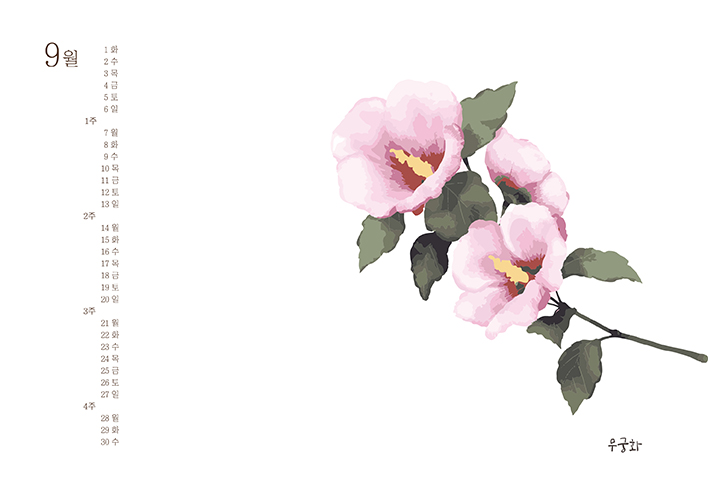 9월
1 화
2 수
3 목
4 금
5 토
6 일
1주
7 월
8 화
9 수
10 목
11 금
12 토
13 일
2주
14 월
15 화
16 수
17 목
18 금
19 토
20 일
3주
21 월
22 화
23 수
24 목
25 금
26 토
27 일
4주
28 월
29 화
30 수
무궁화